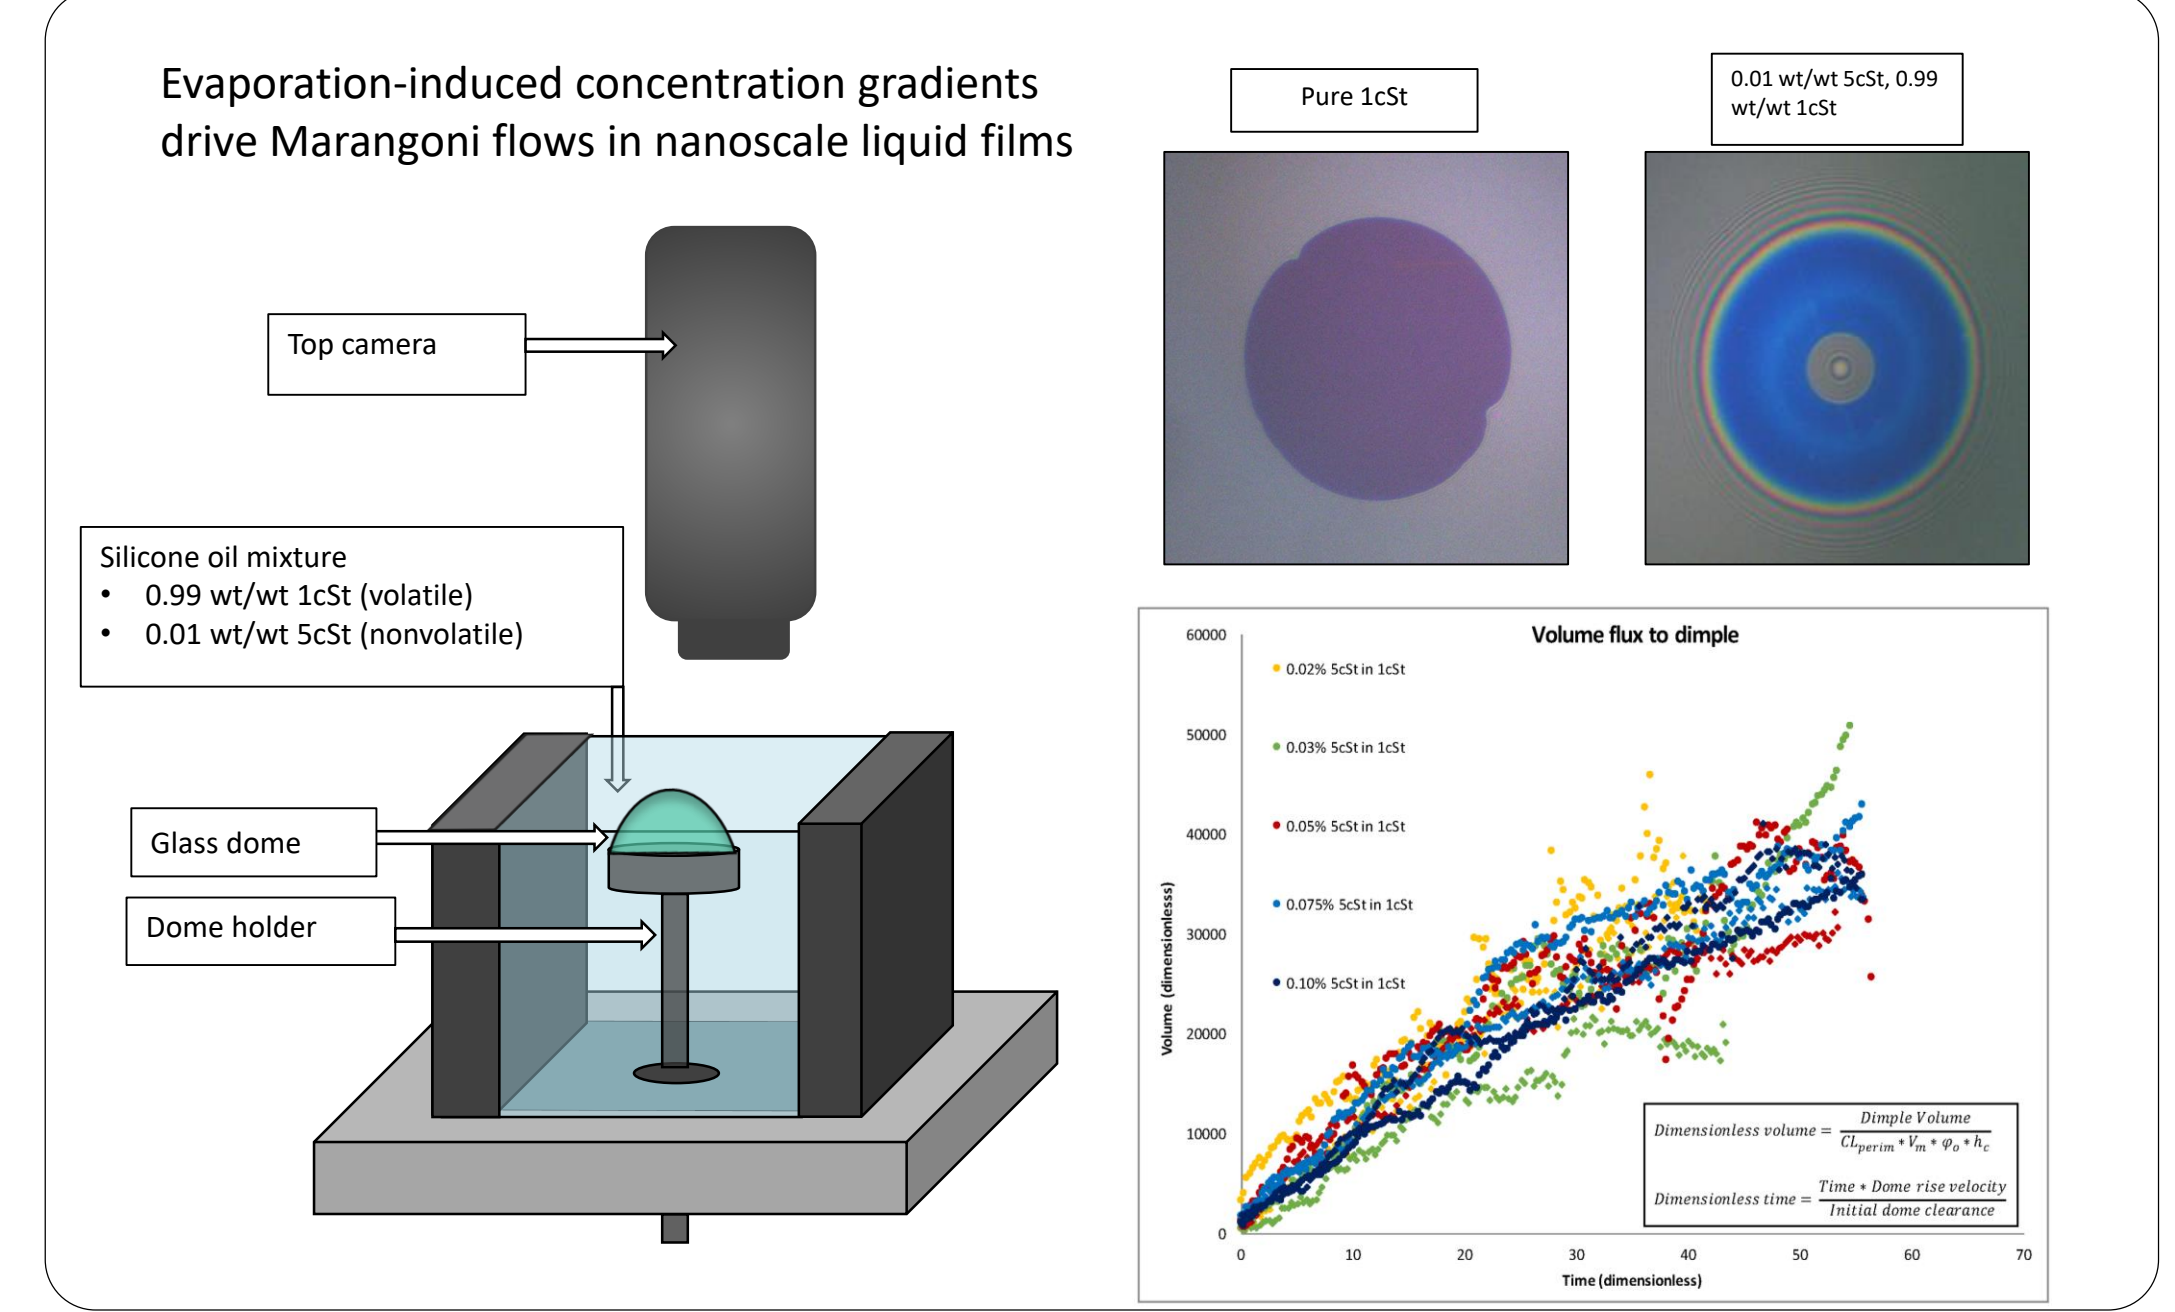 Evaporation-induced concentration gradients
drive Marangoni flows in nanoscale liquid films
Top camera
Silicone oil mixture
• 0.99 wt/wt 1cSt (volatile)
• 0.01 wt/wt 5cSt (nonvolatile)
Glass dome
Dome holder
Pure 1cSt
0.01 wt/wt 5cSt, 0.99
wt/wt 1cSt
Volume flux to dimple
60000
50000
40000
30000
20000
10000
0
Volume (dimensionlesss)
0.02% 5cSt in 1cSt
0.03% 5cSt in 1cSt
0.05% 5cSt in 1cSt
0.075% 5cSt in 1cSt
0.10% 5cSt in 1cSt
Dimensionless volume = Dimple Volume / CL_perim * V_m * φ_o * h_c
Dimensionless time = Time * Dome rise velocity / Initial dome clearance
0 10 20 30 40 50 60 70
Time (dimensionless)